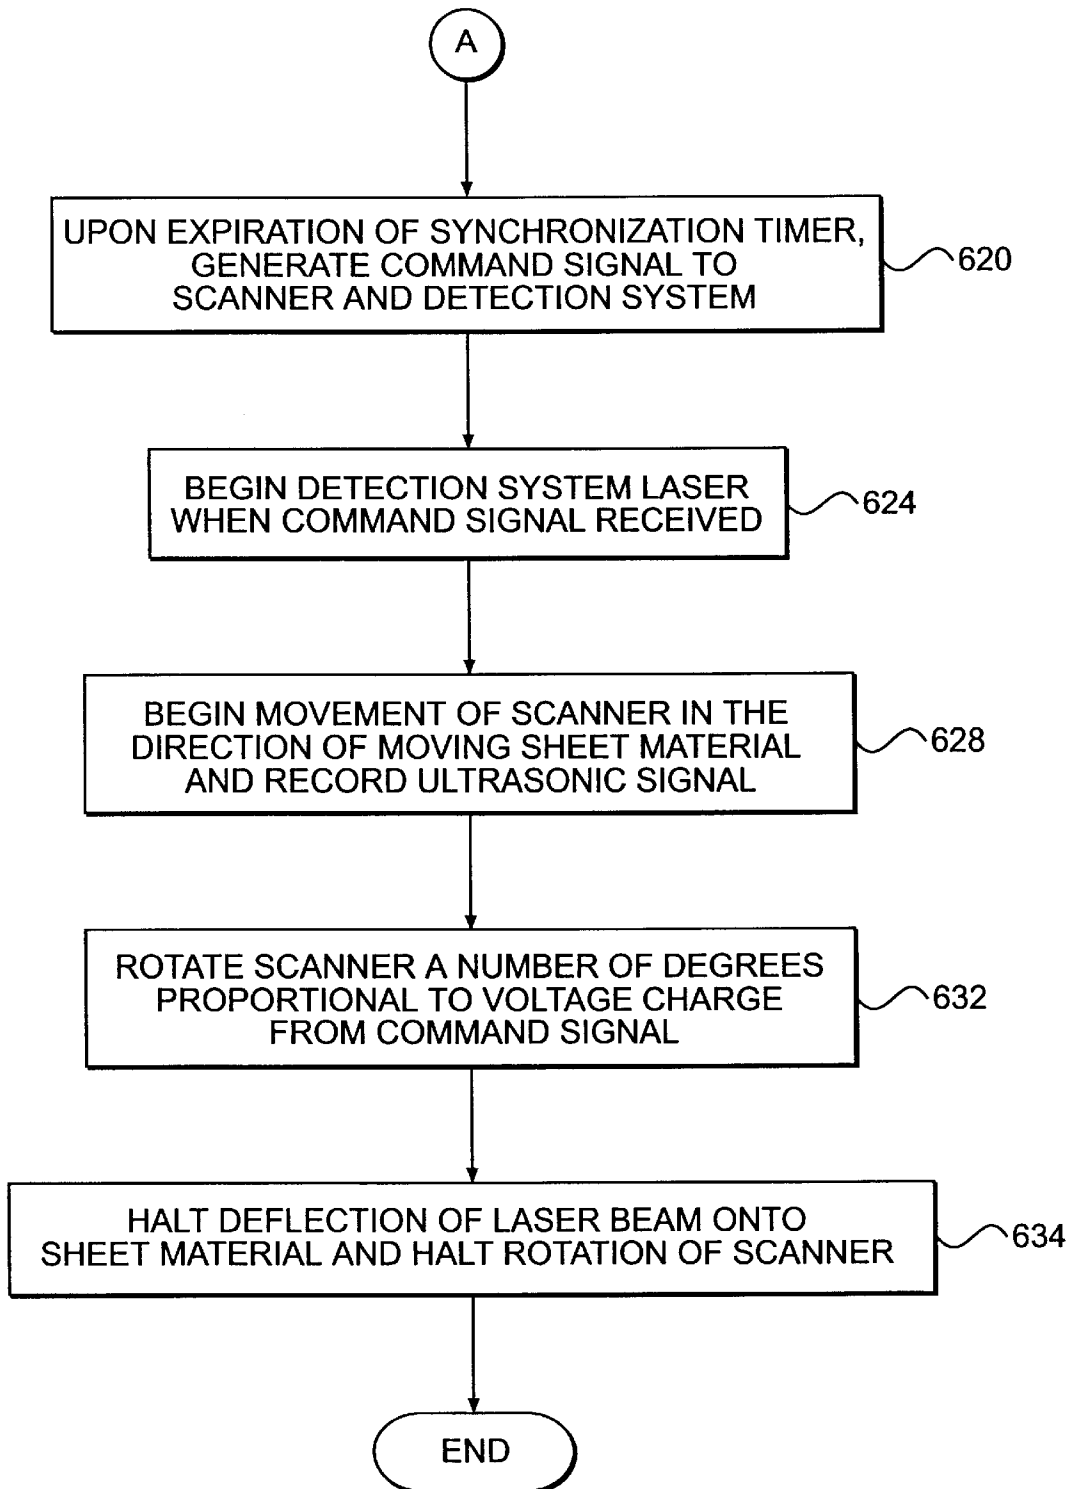 A
UPON EXPIRATION OF SYNCHRONIZATION TIMER,
GENERATE COMMAND SIGNAL TO
SCANNER AND DETECTION SYSTEM
620
BEGIN DETECTION SYSTEM LASER
WHEN COMMAND SIGNAL RECEIVED
624
BEGIN MOVEMENT OF SCANNER IN THE
DIRECTION OF MOVING SHEET MATERIAL
AND RECORD ULTRASONIC SIGNAL
628
ROTATE SCANNER A NUMBER OF DEGREES
PROPORTIONAL TO VOLTAGE CHARGE
FROM COMMAND SIGNAL
632
HALT DEFLECTION OF LASER BEAM ONTO
SHEET MATERIAL AND HALT ROTATION OF SCANNER
634
END